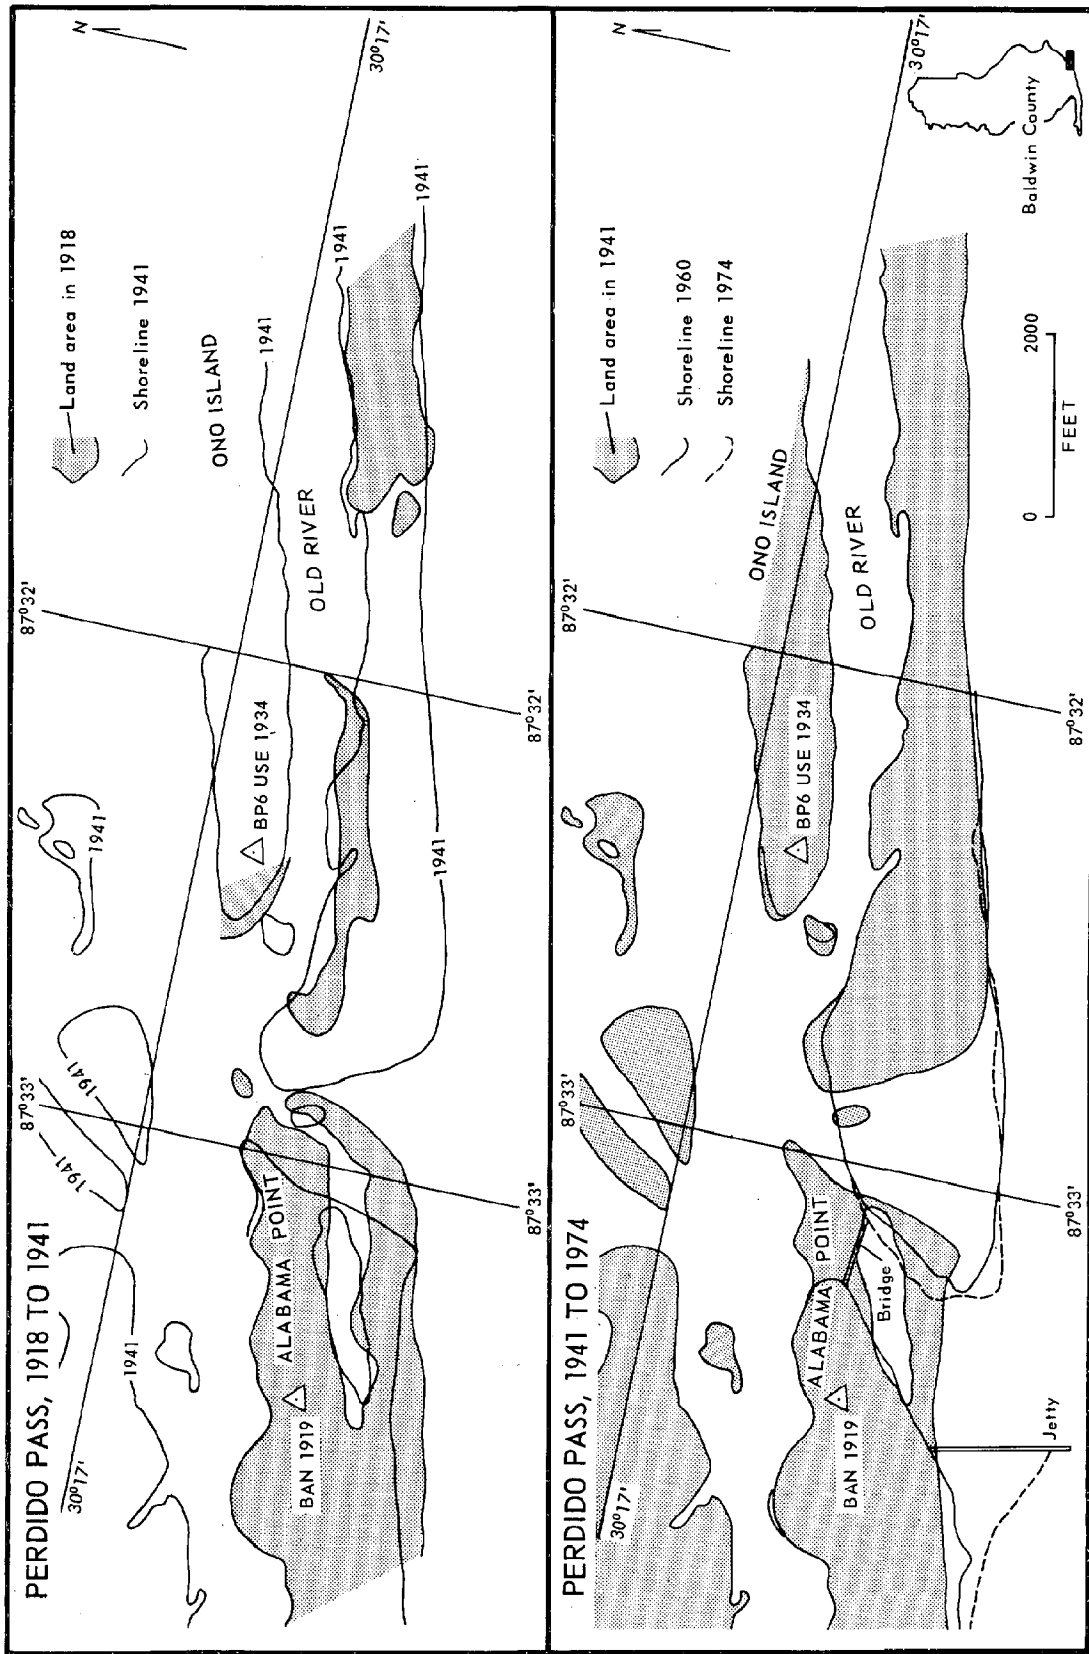 PERDIDO PASS, 1918 TO 1941
N
Land area in 1918
Shoreline 1941
30°17'
30°17'
87°33'
87°33'
87°32'
87°32'
1941
1941
1941
1941
1941
1941
1941
1941
ONO ISLAND
OLD RIVER
BP6 USE 1934
ALABAMA POINT
BAN 1919
PERDIDO PASS, 1941 TO 1974
N
Land area in 1941
Shoreline 1960
Shoreline 1974
30°17'
30°17'
87°33'
87°33'
87°32'
87°32'
ONO ISLAND
OLD RIVER
BP6 USE 1934
ALABAMA POINT
BAN 1919
Bridge
Jetty
0 2000
FEET
Baldwin County